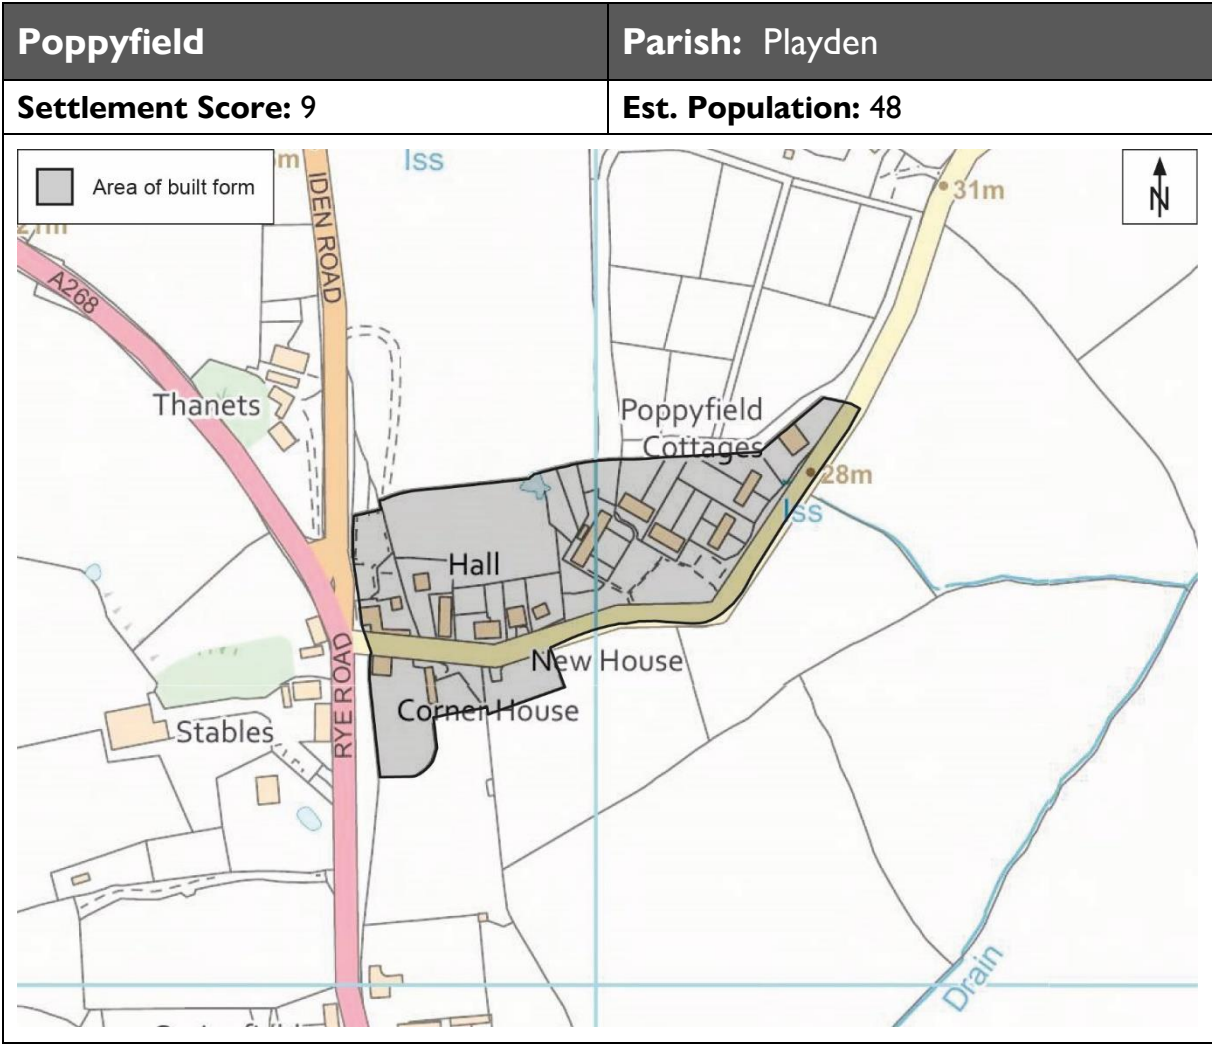 Poppyfield
Parish: Playden
Settlement Score: 9
Est. Population: 48
Area of built form
Iss
IDEN ROAD
31m
A268
Thanets
Poppyfield
Cottages
28m
Iss
Hall
New House
Corner House
RYE ROAD
Stables
Drain
N